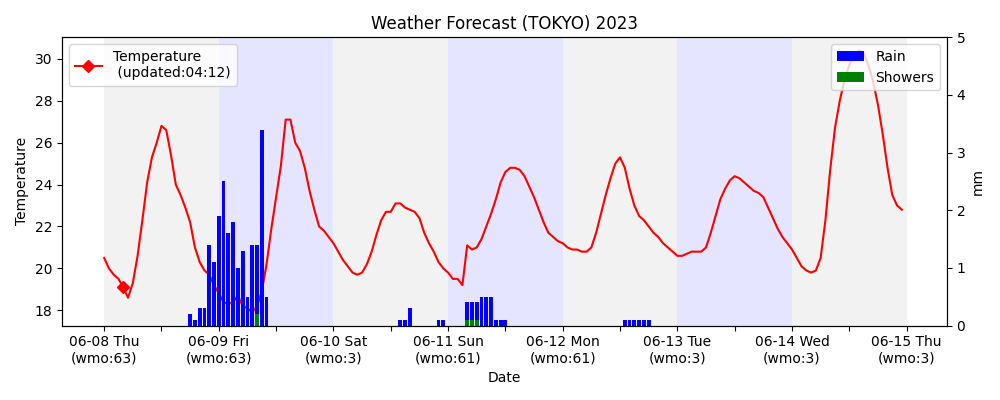 Weather Forecast (TOKYO) 2023
Temperature
(updated:04:12)
Rain
Showers
Temperature
30
28
26
24
22
20
18
5
4
3
2
1
0
mm
06-08 Thu
(wmo:63)
06-09 Fri
(wmo:63)
06-10 Sat
(wmo:3)
06-11 Sun
(wmo:61)
06-12 Mon
(wmo:61)
06-13 Tue
(wmo:3)
06-14 Wed
(wmo:3)
06-15 Thu
(wmo:3)
Date